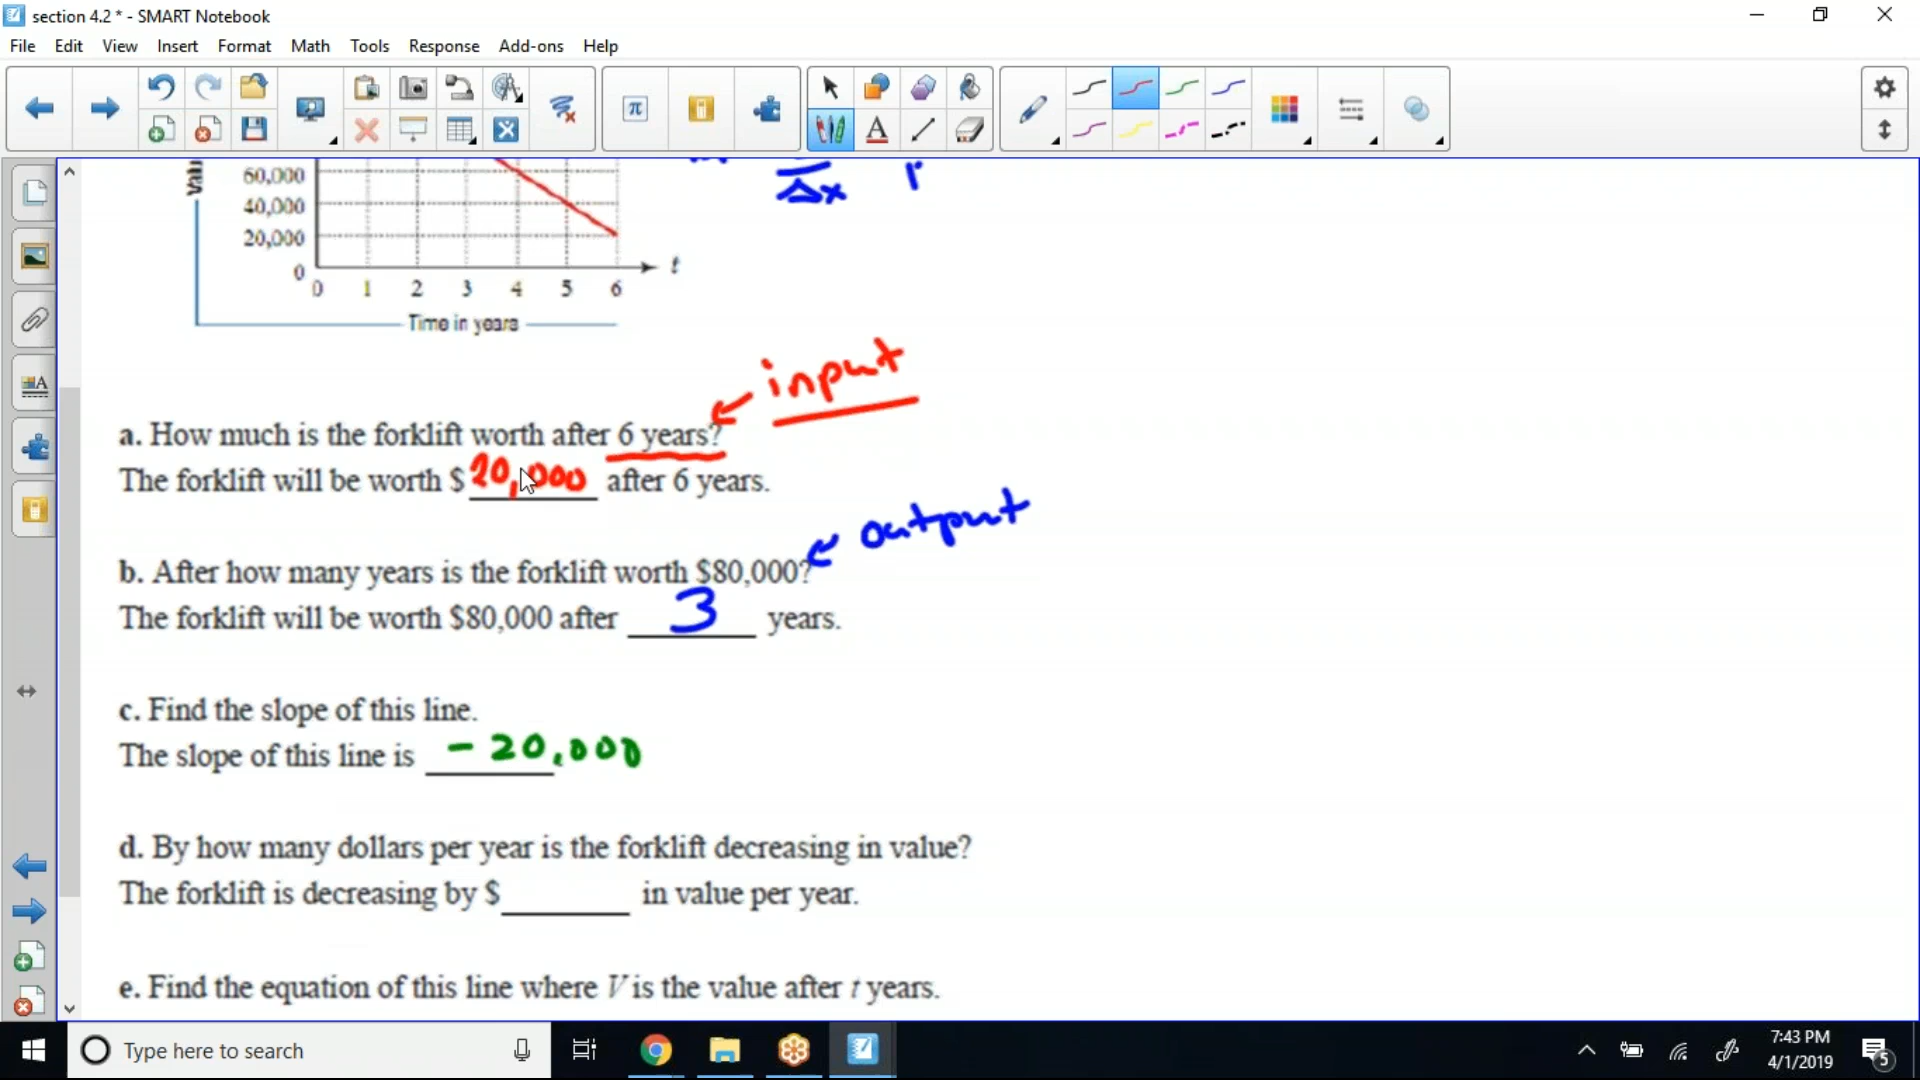 section 4.2 * - SMART Notebook
File Edit View Insert Format Math Tools Response Add-ons Help
60,000
40,000
20,000
0
0 1 2 3 4 5 6
t
Time in years
Δx
input
a. How much is the forklift worth after 6 years?
The forklift will be worth $ 20,000 after 6 years.
output
b. After how many years is the forklift worth $80,000?
The forklift will be worth $80,000 after 3 years.
c. Find the slope of this line.
The slope of this line is - 20,000
d. By how many dollars per year is the forklift decreasing in value?
The forklift is decreasing by $________ in value per year.
e. Find the equation of this line where V is the value after t years.
Type here to search
7:43 PM
4/1/2019
5